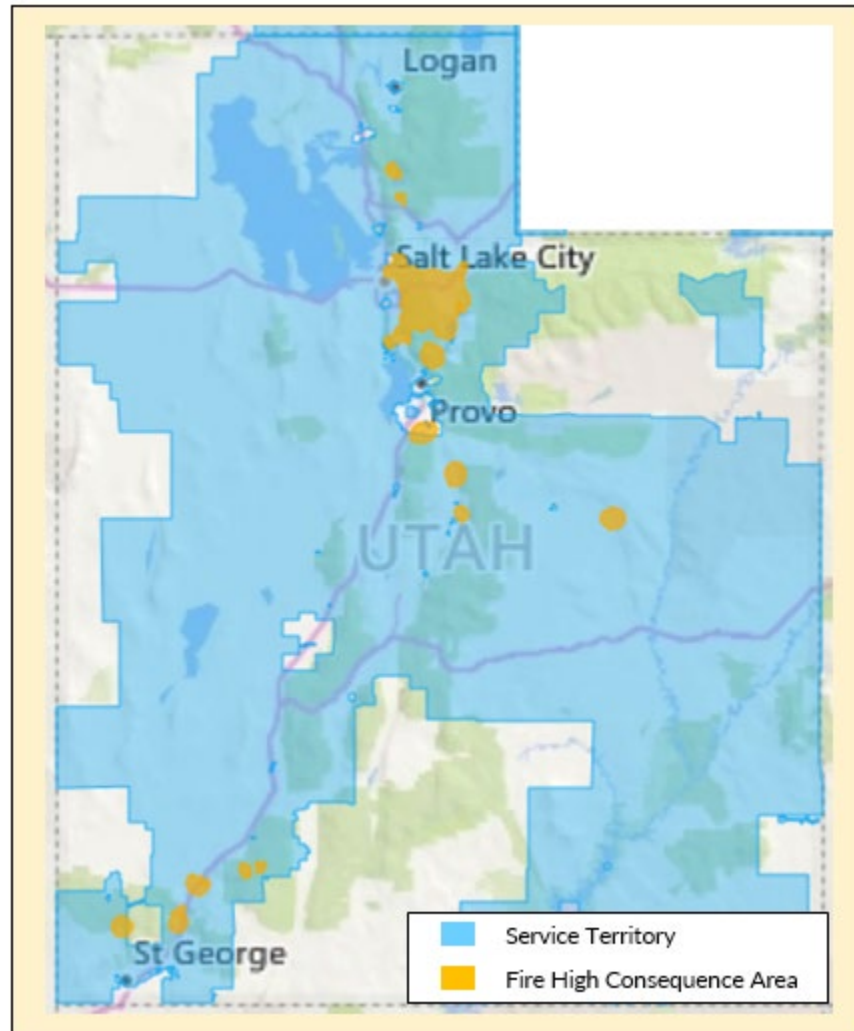 Logan
Salt Lake City
Provo
UTAH
St George
Service Territory
Fire High Consequence Area